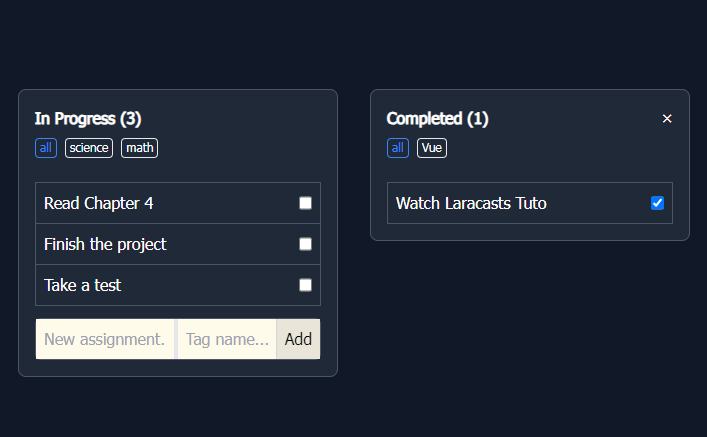 In Progress (3)
all science math
Read Chapter 4
Finish the project
Take a test
New assignment. Tag name... Add
Completed (1) ×
all Vue
Watch Laracasts Tuto